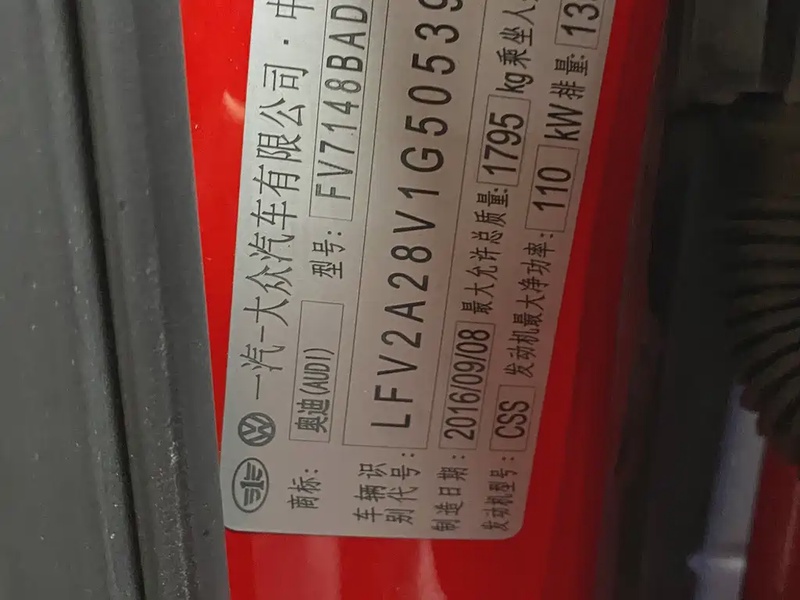 一汽-大众汽车有限公司·中
商标: 奥迪(AUDI) 型号: FV7148BAD
车辆识别代号: LFV2A28V1G50539
制造日期: 2016/09/08 最大允许总质量: 1795 kg 乘坐人
发动机型号: CSS 发动机最大净功率: 110 kW 排量: 13